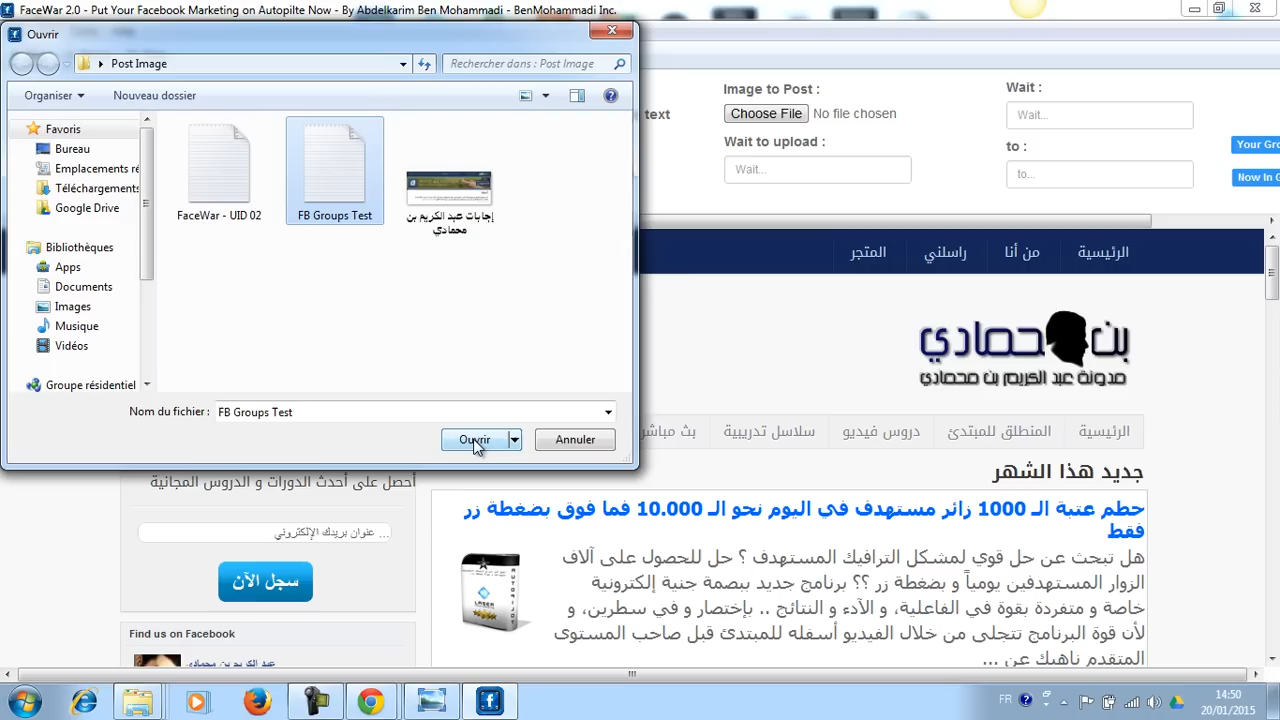 FaceWar 2.0 - Put Your Facebook Marketing on Autopilte Now - By Abdelkarim Ben Mohammadi - BenMohammadi Inc.
Ouvrir
Post Image
Rechercher dans : Post Image
Organiser
Nouveau dossier
Favoris
Bureau
Emplacements ré
Téléchargements
Google Drive
Bibliothèques
Apps
Documents
Images
Musique
Vidéos
Groupe résidentiel
FaceWar - UID 02
FB Groups Test
إجابات عبد الكريم بن
محمادي
Nom du fichier :
FB Groups Test
Ouvrir
Annuler
text
Image to Post :
Choose File No file chosen
Wait to upload :
Wait...
Wait :
Wait...
to :
to...
Your Gro
Now In G
الرئيسية
من أنا
راسلني
المتجر
بن محمادي
مدونة عبد الكريم بن محمادي
الرئيسية
المنطلق للمبتدئ
دروس فيديو
سلاسل تدريبية
بث مباشر
جديد هذا الشهر
حطم عتبة الـ 1000 زائر مستهدف في اليوم نحو الـ 10.000 فما فوق بضغطة زر
فقط
هل تبحث عن حل قوي لمشكل الترافيك المستهدف ؟ حل للحصول على آلاف
الزوار المستهدفين يومياً و بضغطة زر ؟؟ برنامج جديد ببصمة جنية إلكترونية
خاصة و متفردة بقوة في الفاعلية، و الآداء و النتائج .. بإختصار و في سطرين، و
لأن قوة البرنامج تتجلى من خلال الفيديو أسفله للمبتدئ قبل صاحب المستوى
المتقدم ناهيك عن ...
أحصل على أحدث الدورات و الدروس المجانية
عنوان بريدك الإلكتروني ...
سجل الآن
Find us on Facebook
عبد الكريم بن محمادي
FR
14:50
20/01/2015